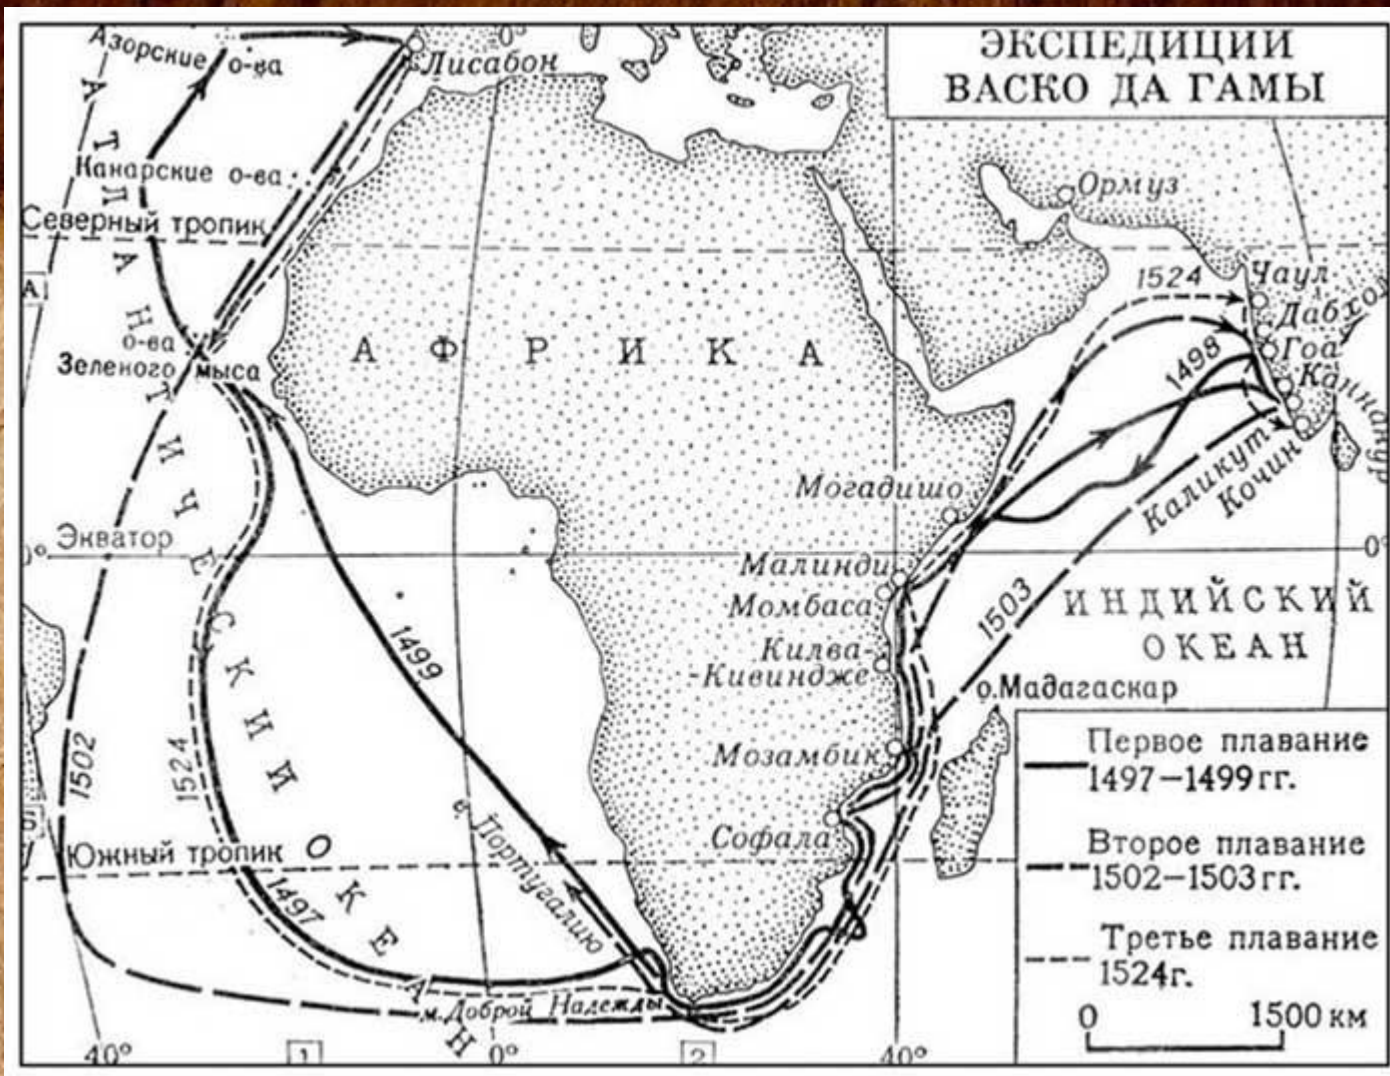 ЭКСПЕДИЦИИ
ВАСКО ДА ГАМЫ
Азорские о-ва
0°
Лисабон
Канарские о-ва
Северный тропик
А
о-ва
Зеленого мыса
АТЛАНТИЧЕСКИЙ ОКЕАН
АФРИКА
Ормуз
1524
Чаул
Дабхол
Гоа
Каннанур
1498
Каликут
Кочин
Могадишо
Экватор
0°
0°
Малинди
Момбаса
Килва-
-Кивиндже
1503
ИНДИЙСКИЙ
ОКЕАН
о.Мадагаскар
1499
Мозамбик
Софала
1502
1524
Южный тропик
1497
в. Португалию
м.Доброй Надежды
Первое плавание
1497—1499 гг.
Второе плавание
1502—1503 гг.
Третье плавание
1524г.
0 1500 км
40° 1 0° 2 40°